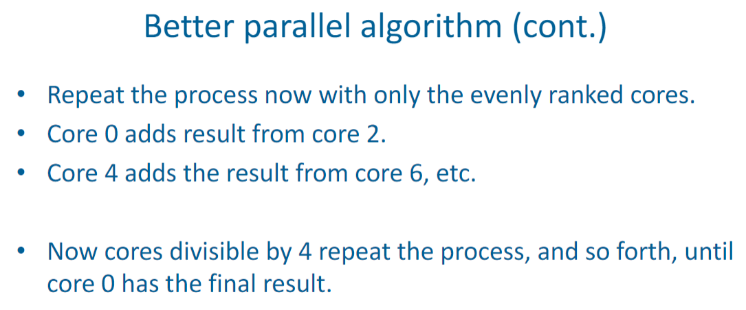 Better parallel algorithm (cont.)
• Repeat the process now with only the evenly ranked cores.
• Core 0 adds result from core 2.
• Core 4 adds the result from core 6, etc.
• Now cores divisible by 4 repeat the process, and so forth, until
core 0 has the final result.